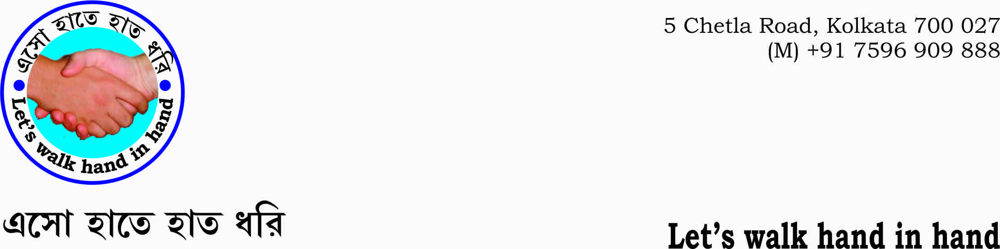 এসো হাতে হাত ধরি
Let's walk hand in hand
5 Chetla Road, Kolkata 700 027
(M) +91 7596 909 888
এসো হাতে হাত ধরি
Let's walk hand in hand